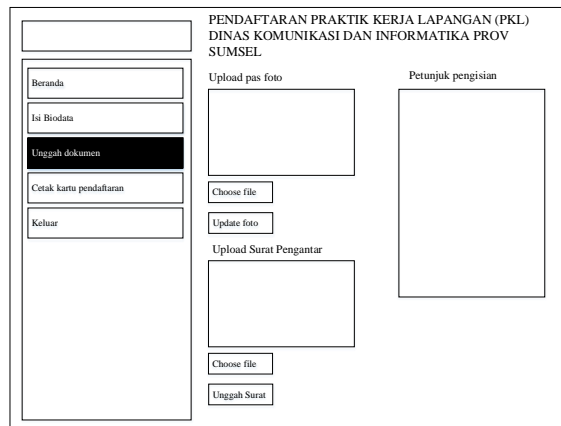 PENDAFTARAN PRAKTIK KERJA LAPANGAN (PKL)
DINAS KOMUNIKASI DAN INFORMATIKA PROV
SUMSEL
Beranda
Isi Biodata
Unggah dokumen
Cetak kartu pendaftaran
Keluar
Upload pas foto
Choose file
Update foto
Upload Surat Pengantar
Choose file
Unggah Surat
Petunjuk pengisian